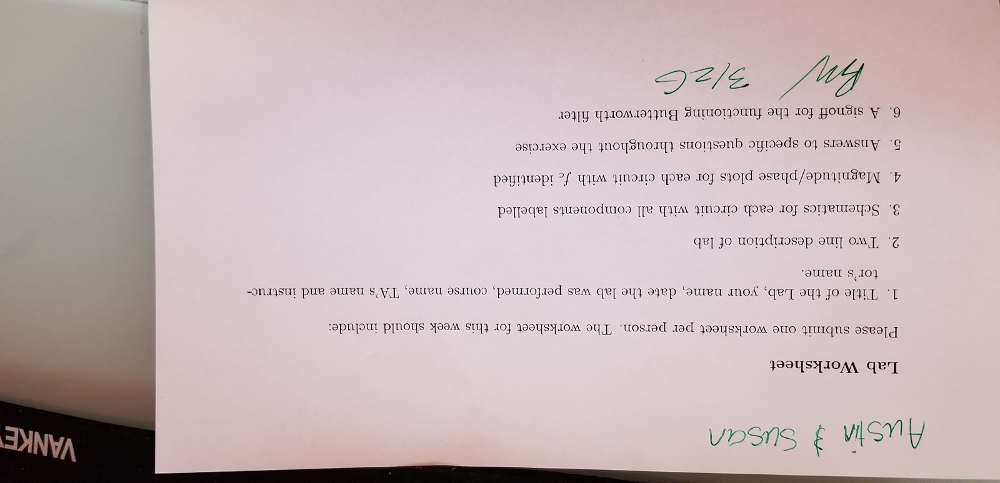 Austin & Susan
Lab Worksheet
Please submit one worksheet per person. The worksheet for this week should include:
1. Title of the Lab, your name, date the lab was performed, course name, TA's name and instruc-
tor's name.
2. Two line description of lab
3. Schematics for each circuit with all components labelled
4. Magnitude/phase plots for each circuit with fc identified
5. Answers to specific questions throughout the exercise
6. A signoff for the functioning Butterworth filter
3/26
VANKE